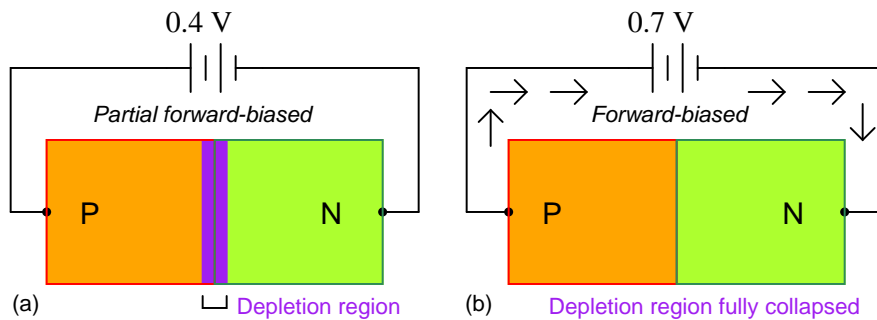 0.4 V
Partial forward-biased
P
N
(a)
Depletion region
0.7 V
Forward-biased
P
N
(b)
Depletion region fully collapsed